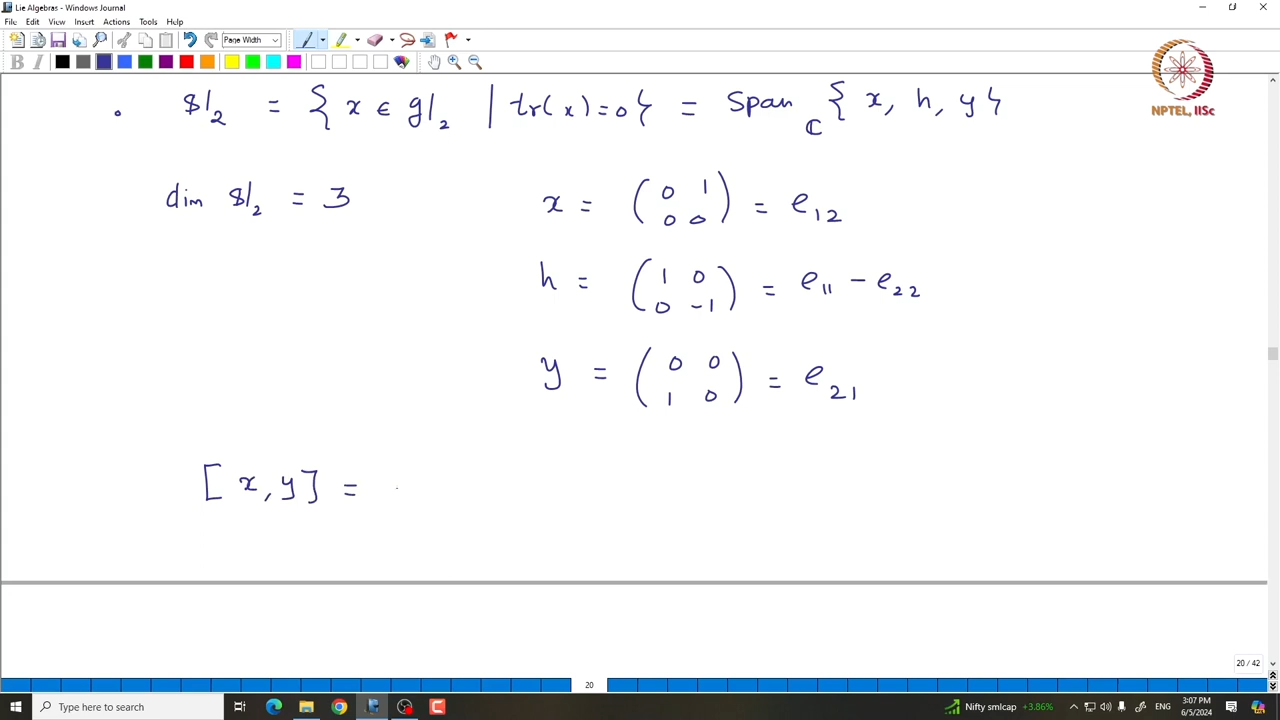 Lie Algebras - Windows Journal
File Edit View Insert Actions Tools Help
Page Width
B I
NPTEL, IISc
• sl₂ = { x ∈ gl₂ | tr(x)=0 } = Span_ℂ { x, h, y }
dim sl₂ = 3
x = ( 0 1 ; 0 0 ) = e₁₂
h = ( 1 0 ; 0 -1 ) = e₁₁ - e₂₂
y = ( 0 0 ; 1 0 ) = e₂₁
[ x, y ] =
20 / 42
20
Type here to search
Nifty smlcap +3.86%
3:07 PM
6/5/2024